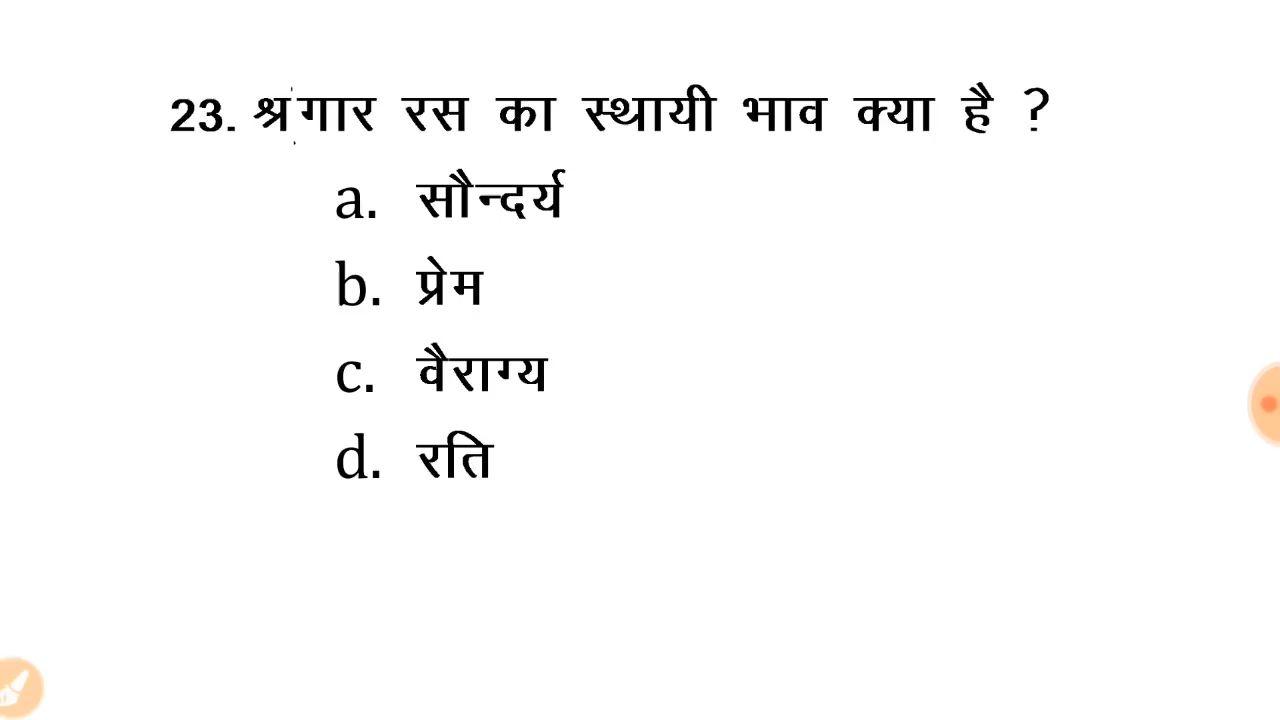 23. श्रंगार रस का स्थायी भाव क्या है ?
a. सौन्दर्य
b. प्रेम
c. वैराग्य
d. रति